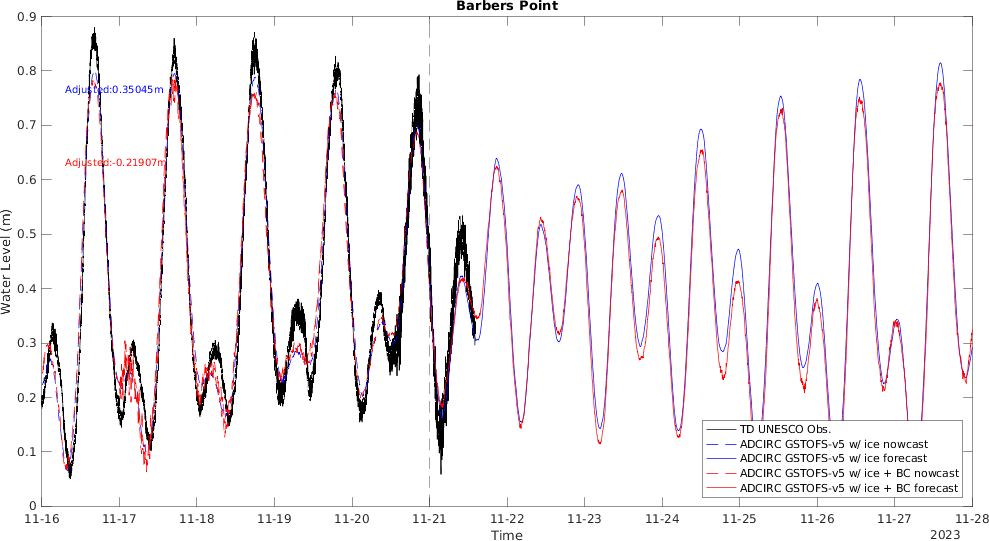 Barbers Point
0.9
0.8
0.7
0.6
0.5
0.4
0.3
0.2
0.1
0
Water Level (m)
Adjusted:0.35045m
Adjusted:-0.21907m
TD UNESCO Obs.
ADCIRC GSTOFS-v5 w/ ice nowcast
ADCIRC GSTOFS-v5 w/ ice forecast
ADCIRC GSTOFS-v5 w/ ice + BC nowcast
ADCIRC GSTOFS-v5 w/ ice + BC forecast
11-16 11-17 11-18 11-19 11-20 11-21 11-22 11-23 11-24 11-25 11-26 11-27 11-28
Time
2023